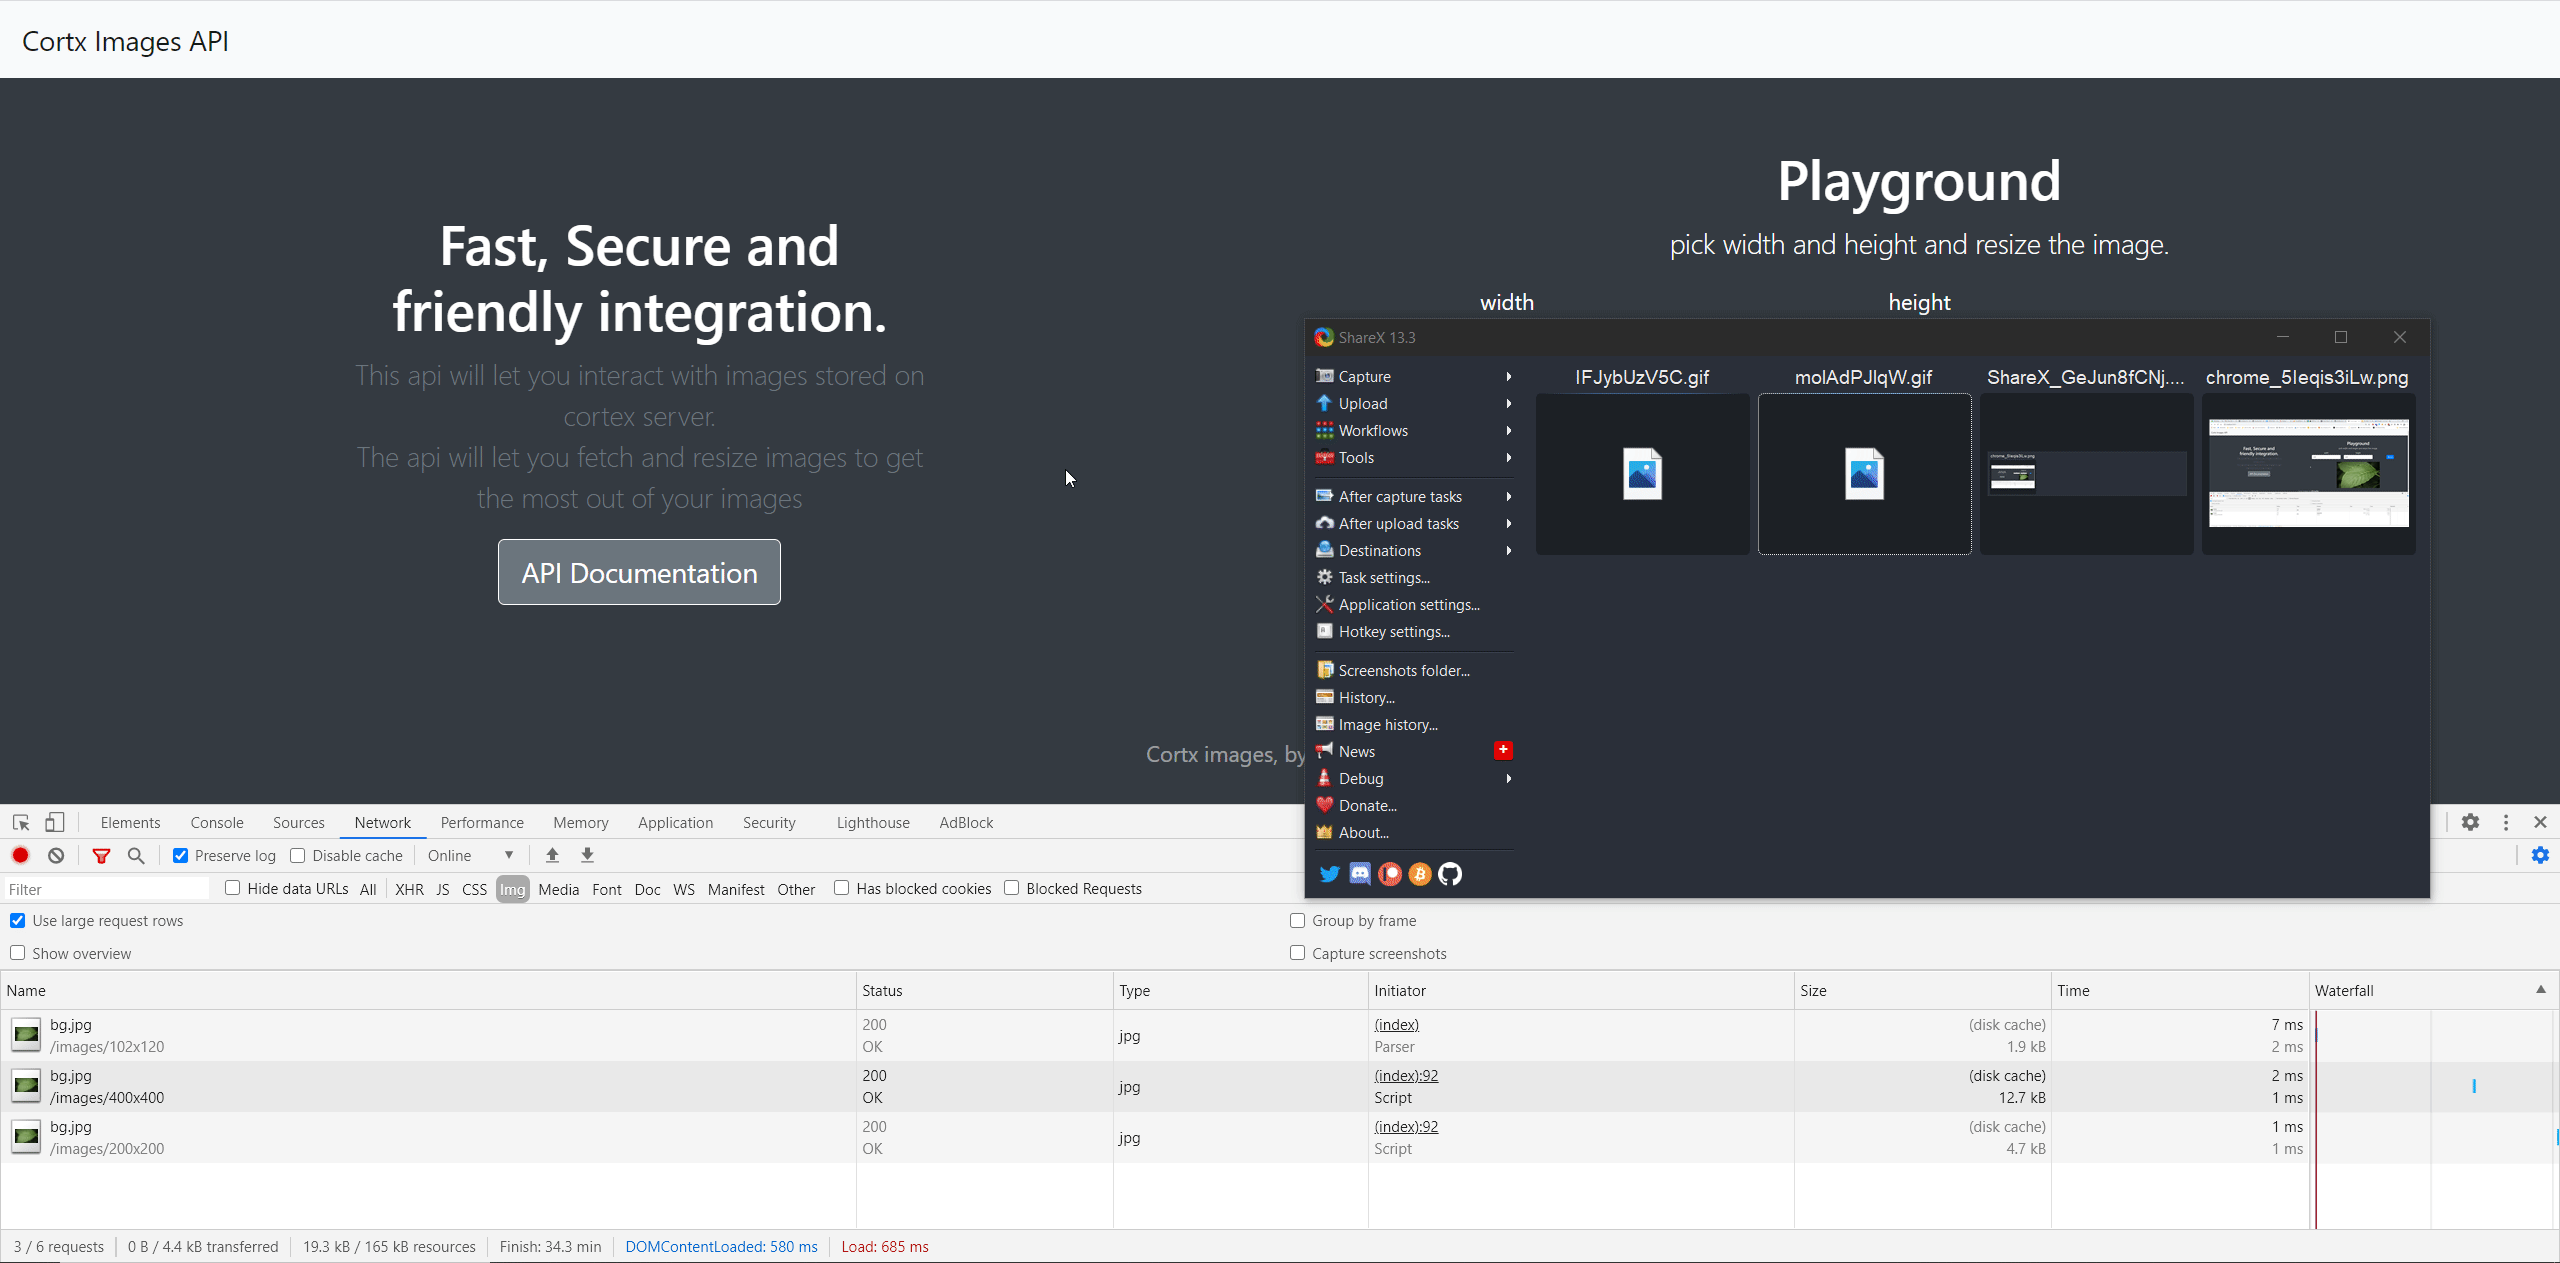 Cortx Images API
Fast, Secure and
friendly integration.
This api will let you interact with images stored on
cortex server.
The api will let you fetch and resize images to get
the most out of your images
API Documentation
Playground
pick width and height and resize the image.
width
height
Cortx images, by
ShareX 13.3
Capture
Upload
Workflows
Tools
After capture tasks
After upload tasks
Destinations
Task settings...
Application settings...
Hotkey settings...
Screenshots folder...
History...
Image history...
News
Debug
Donate...
About...
IFJybUzV5C.gif
molAdPJlqW.gif
ShareX_GeJun8fCNj....
chrome_5Ieqis3iLw.png
Elements Console Sources Network Performance Memory Application Security Lighthouse AdBlock
Preserve log Disable cache Online
Filter Hide data URLs All XHR JS CSS Img Media Font Doc WS Manifest Other Has blocked cookies Blocked Requests
Use large request rows Group by frame
Show overview Capture screenshots
Name Status Type Initiator Size Time Waterfall
bg.jpg 200 jpg (index) (disk cache) 7 ms
/images/102x120 OK Parser 1.9 kB 2 ms
bg.jpg 200 jpg (index):92 (disk cache) 2 ms
/images/400x400 OK Script 12.7 kB 1 ms
bg.jpg 200 jpg (index):92 (disk cache) 1 ms
/images/200x200 OK Script 4.7 kB 1 ms
3 / 6 requests 0 B / 4.4 kB transferred 19.3 kB / 165 kB resources Finish: 34.3 min DOMContentLoaded: 580 ms Load: 685 ms